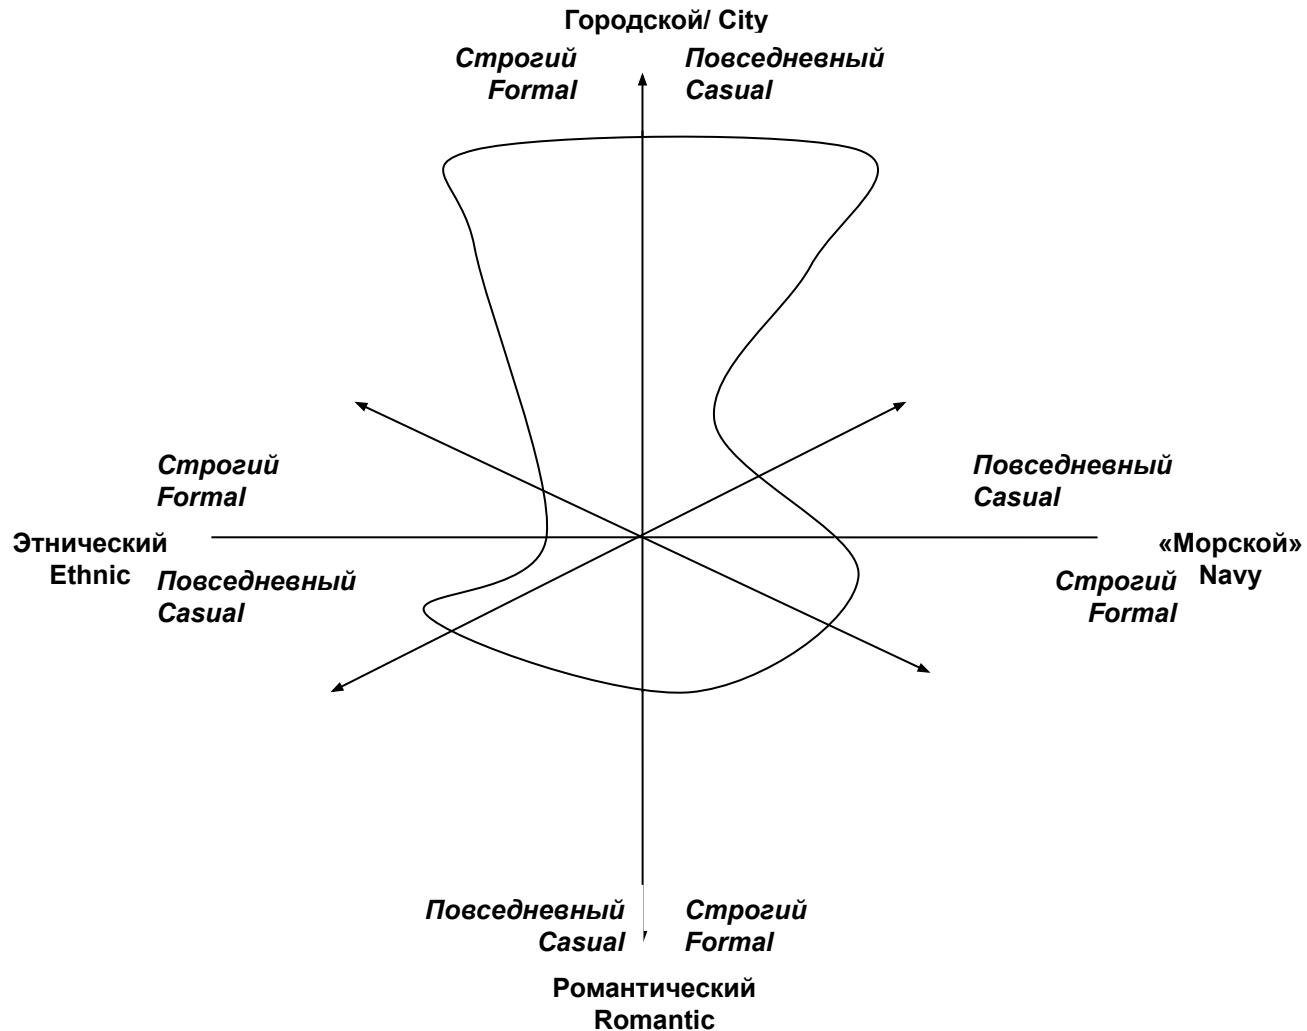 Городской/ City
Строгий
Formal
Повседневный
Casual
Строгий
Formal
Повседневный
Casual
Этнический
Ethnic
«Морской»
Navy
Повседневный
Casual
Строгий
Formal
Повседневный
Casual
Строгий
Formal
Романтический
Romantic